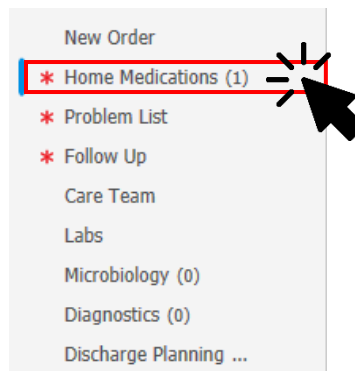 New Order
* Home Medications (1)
* Problem List
* Follow Up
Care Team
Labs
Microbiology (0)
Diagnostics (0)
Discharge Planning ...